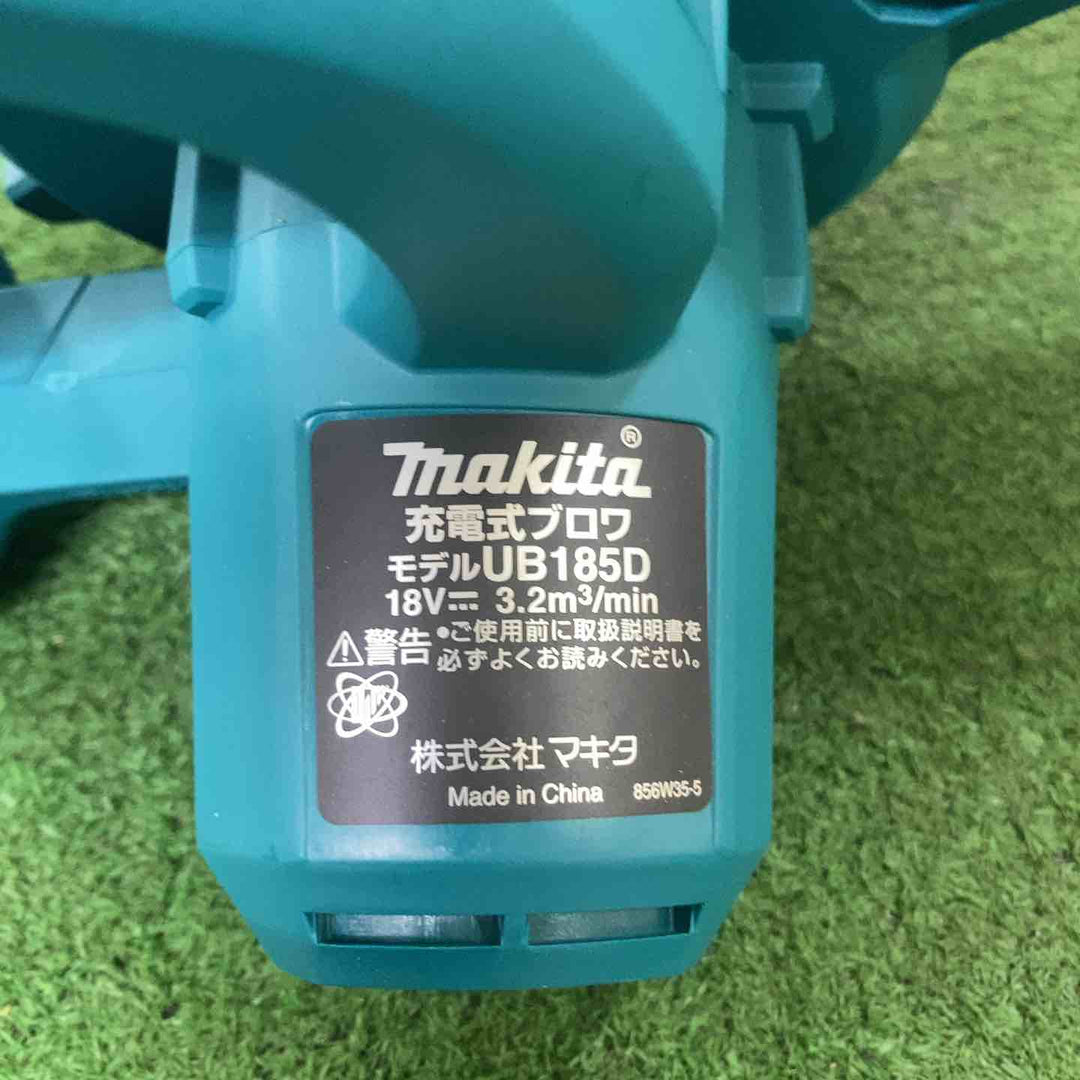 makita®
充電式ブロワ
モデルUB185D
18V⎓ 3.2m³/min
⚠警告 •ご使用前に取扱説明書を
必ずよくお読みください。
株式会社マキタ
Made in China 856W35-5